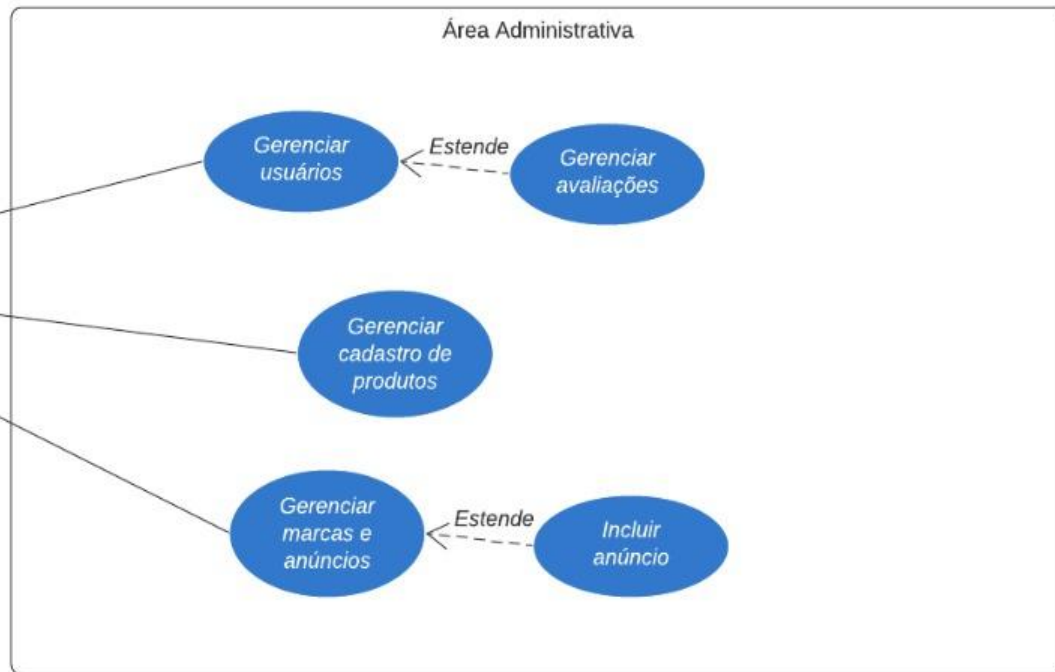 Área Administrativa
Gerenciar
usuários
Estende
Gerenciar
avaliações
Gerenciar
cadastro de
produtos
Gerenciar
marcas e
anúncios
Estende
Incluir
anúncio